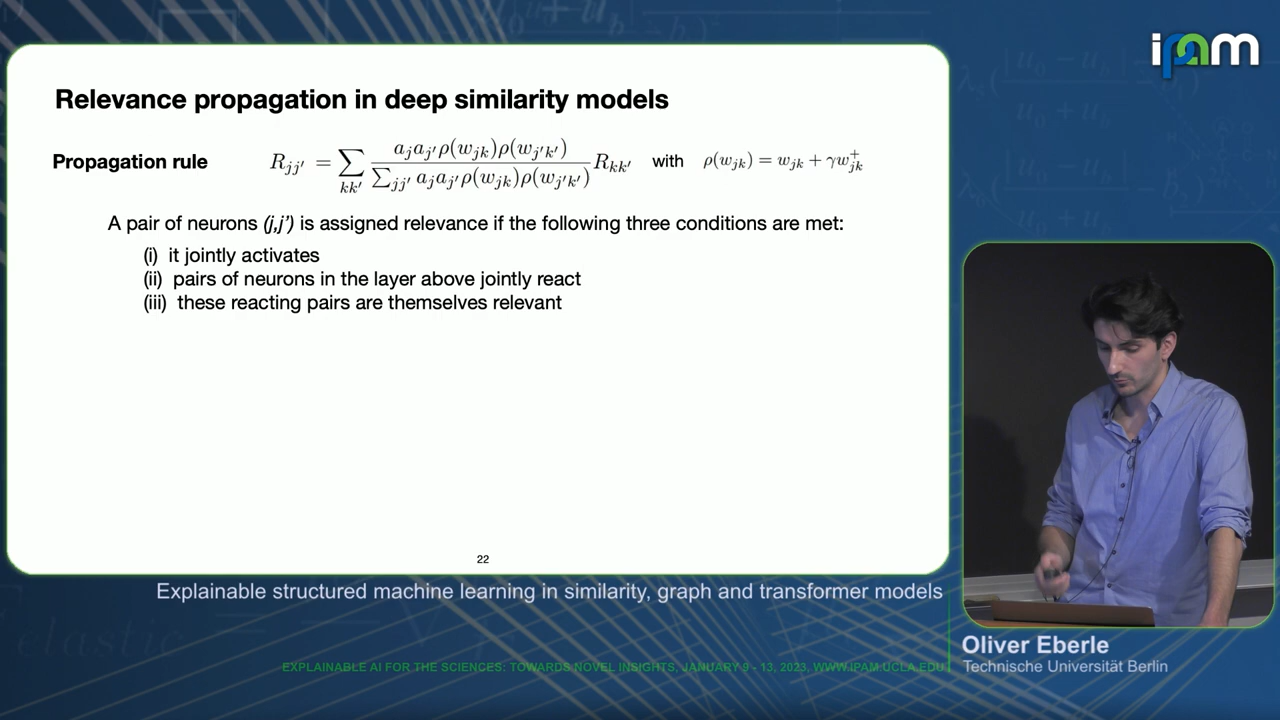 ipam
Relevance propagation in deep similarity models
Propagation rule R_{jj'} = \sum_{kk'} \frac{a_j a_{j'} ρ(w_{jk}) ρ(w_{j'k'})}{\sum_{jj'} a_j a_{j'} ρ(w_{jk}) ρ(w_{j'k'})} R_{kk'} with ρ(w_{jk}) = w_{jk} + γw_{jk}^+
A pair of neurons (j,j’) is assigned relevance if the following three conditions are met:
(i) it jointly activates
(ii) pairs of neurons in the layer above jointly react
(iii) these reacting pairs are themselves relevant
22
Explainable structured machine learning in similarity, graph and transformer models
Oliver Eberle
Technische Universität Berlin
EXPLAINABLE AI FOR THE SCIENCES: TOWARDS NOVEL INSIGHTS, JANUARY 9 - 13, 2023, WWW.IPAM.UCLA.EDU
elastic